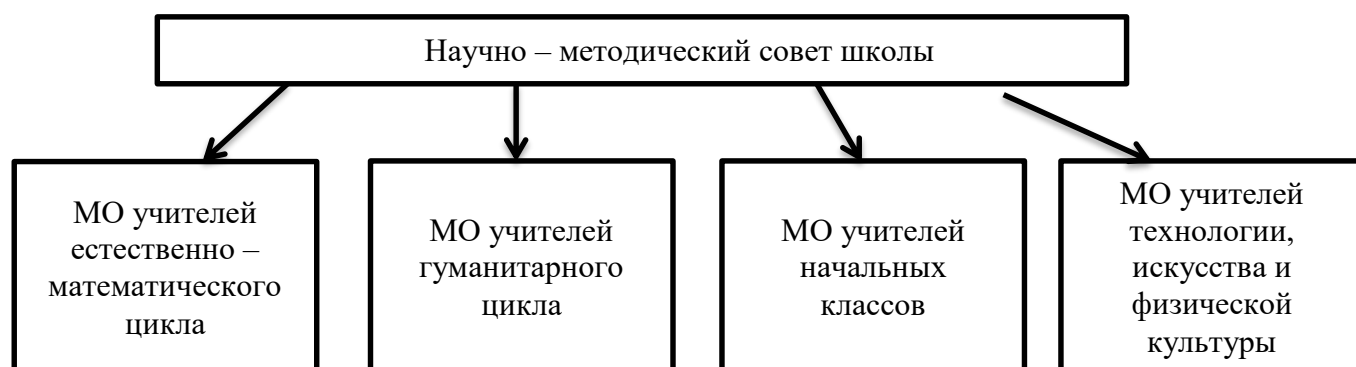 Научно – методический совет школы
МО учителей
естественно –
математического
цикла
МО учителей
гуманитарного
цикла
МО учителей
начальных
классов
МО учителей
технологии,
искусства и
физической
культуры